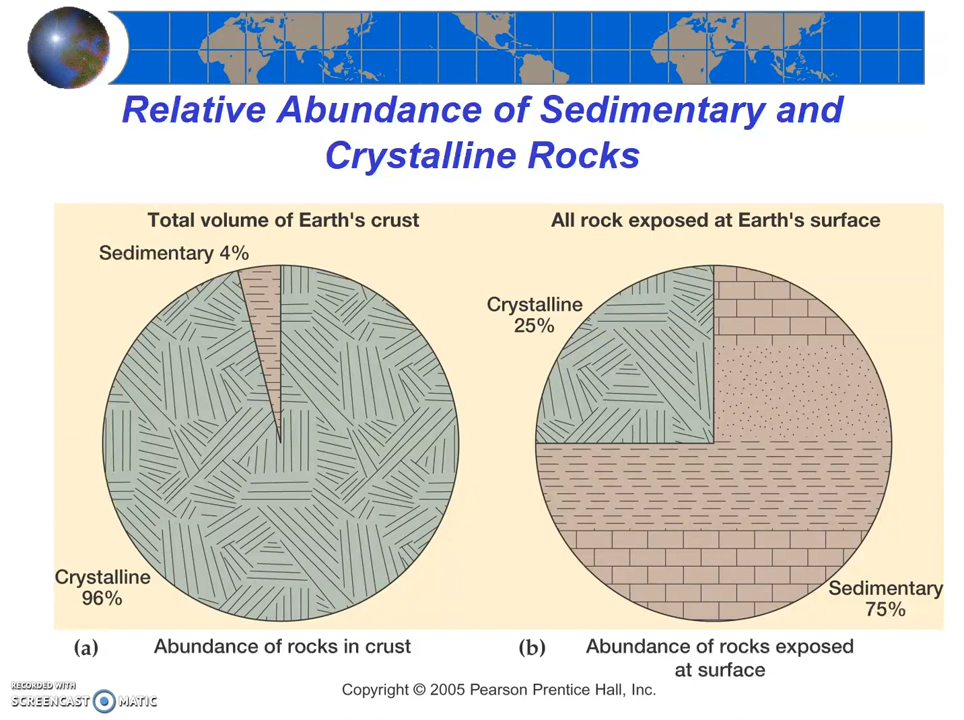 Relative Abundance of Sedimentary and
Crystalline Rocks
Total volume of Earth's crust
Sedimentary 4%
Crystalline
96%
(a) Abundance of rocks in crust
All rock exposed at Earth's surface
Crystalline
25%
Sedimentary
75%
(b) Abundance of rocks exposed
at surface
Copyright © 2005 Pearson Prentice Hall, Inc.
RECORDED WITH
SCREENCAST MATIC